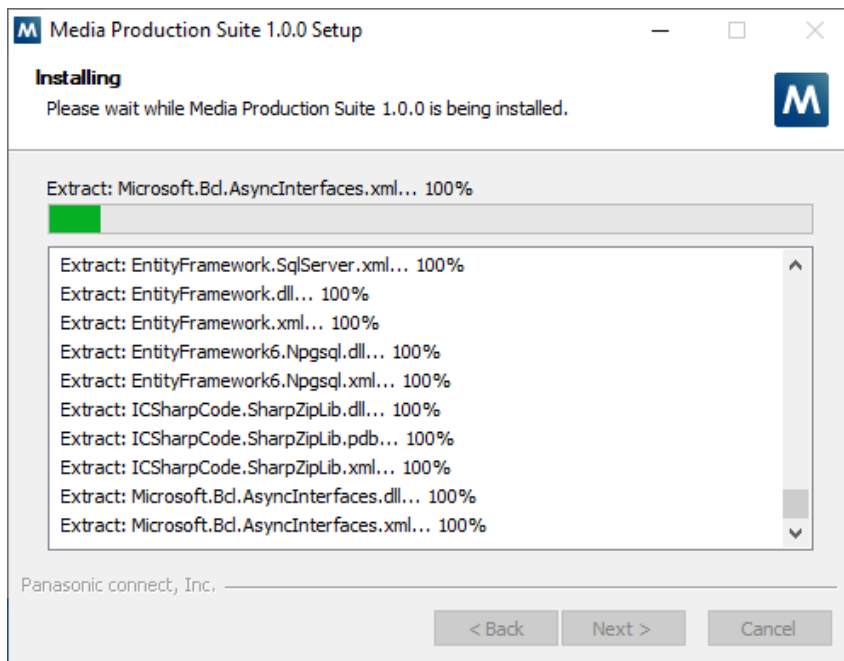 M Media Production Suite 1.0.0 Setup
Installing
Please wait while Media Production Suite 1.0.0 is being installed.
M
Extract: Microsoft.Bcl.AsyncInterfaces.xml... 100%
Extract: EntityFramework.SqlServer.xml... 100%
Extract: EntityFramework.dll... 100%
Extract: EntityFramework.xml... 100%
Extract: EntityFramework6.Npgsql.dll... 100%
Extract: EntityFramework6.Npgsql.xml... 100%
Extract: ICSharpCode.SharpZipLib.dll... 100%
Extract: ICSharpCode.SharpZipLib.pdb... 100%
Extract: ICSharpCode.SharpZipLib.xml... 100%
Extract: Microsoft.Bcl.AsyncInterfaces.dll... 100%
Extract: Microsoft.Bcl.AsyncInterfaces.xml... 100%
Panasonic connect, Inc.
< Back Next > Cancel